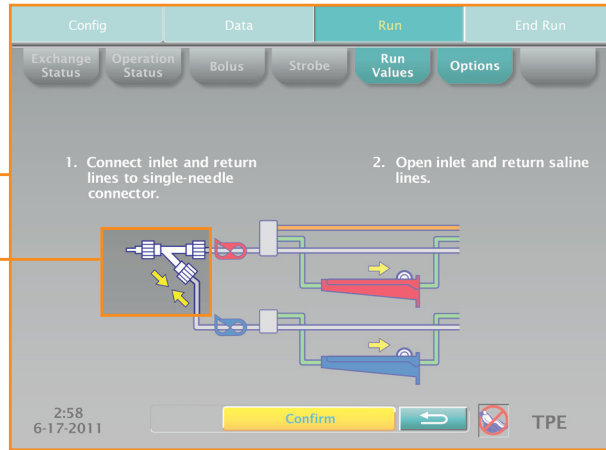 Config
Data
Run
End Run
Exchange
Status
Operation
Status
Bolus
Strobe
Run
Values
Options
1. Connect inlet and return
lines to single-needle
connector.
2. Open inlet and return saline
lines.
2:58
6-17-2011
Confirm
TPE